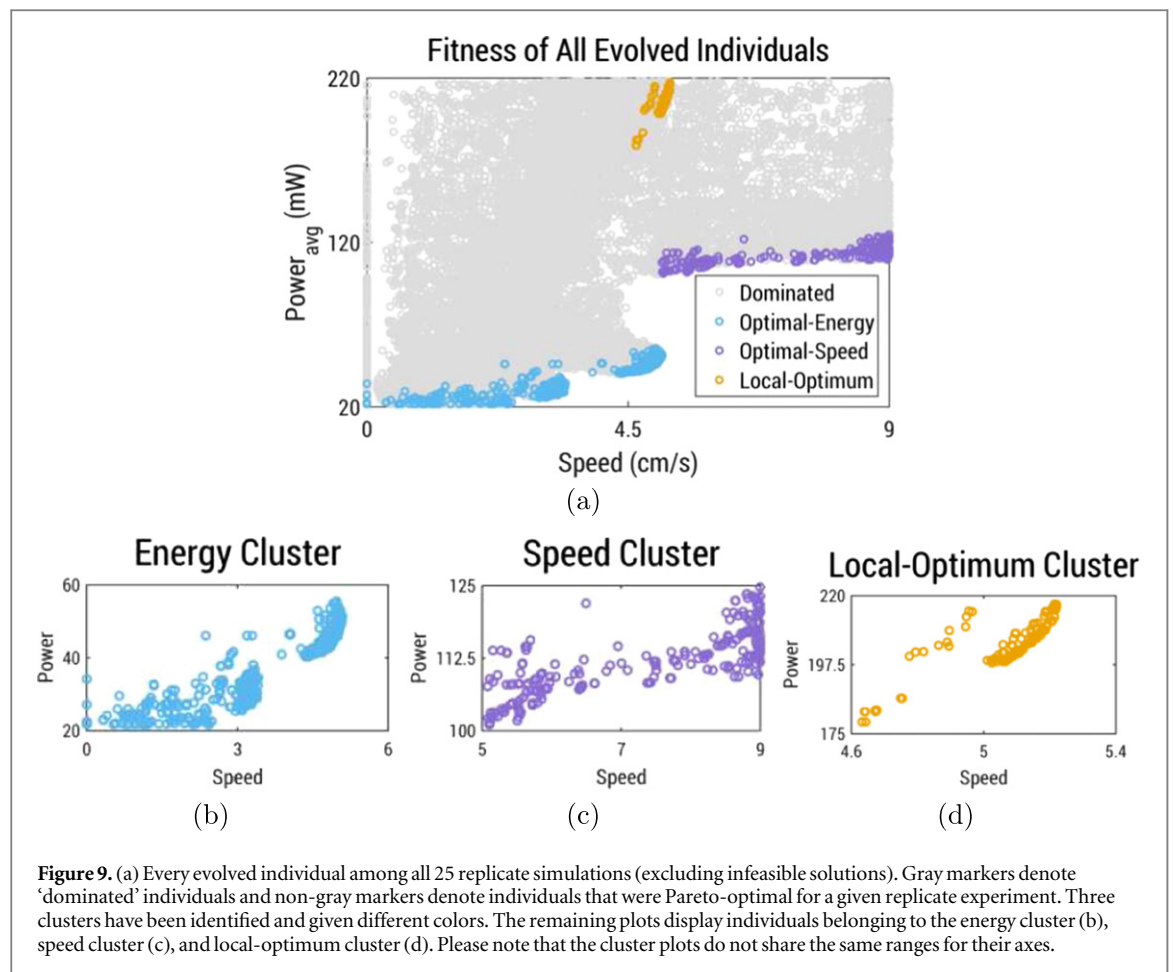 Fitness of All Evolved Individuals
220
120
20
Power_avg (mW)
0
4.5
9
Speed (cm/s)
Dominated
Optimal-Energy
Optimal-Speed
Local-Optimum
(a)
Energy Cluster
60
40
20
Power
0
3
6
Speed
(b)
Speed Cluster
125
112.5
100
Power
5
7
9
Speed
(c)
Local-Optimum Cluster
220
197.5
175
Power
4.6
5
5.4
Speed
(d)
Figure 9. (a) Every evolved individual among all 25 replicate simulations (excluding infeasible solutions). Gray markers denote
‘dominated’ individuals and non-gray markers denote individuals that were Pareto-optimal for a given replicate experiment. Three
clusters have been identified and given different colors. The remaining plots display individuals belonging to the energy cluster (b),
speed cluster (c), and local-optimum cluster (d). Please note that the cluster plots do not share the same ranges for their axes.